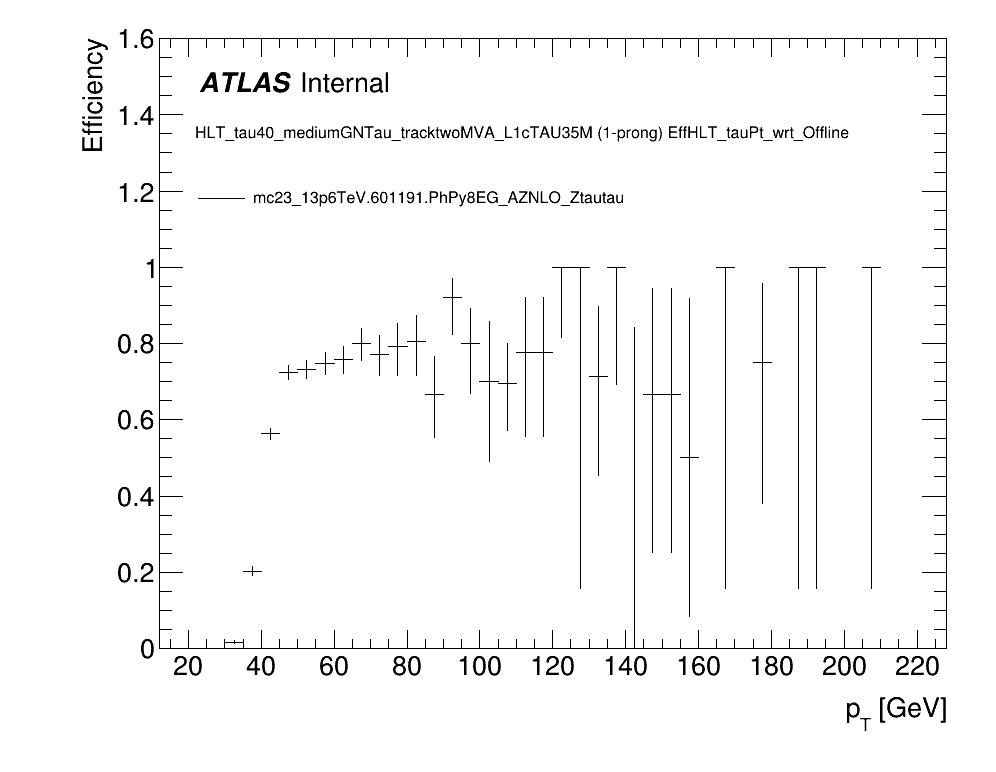 Efficiency
1.6
1.4
1.2
1
0.8
0.6
0.4
0.2
0
ATLAS Internal
HLT_tau40_mediumGNTau_tracktwoMVA_L1cTAU35M (1-prong) EffHLT_tauPt_wrt_Offline
mc23_13p6TeV.601191.PhPy8EG_AZNLO_Ztautau
20 40 60 80 100 120 140 160 180 200 220
p_T [GeV]